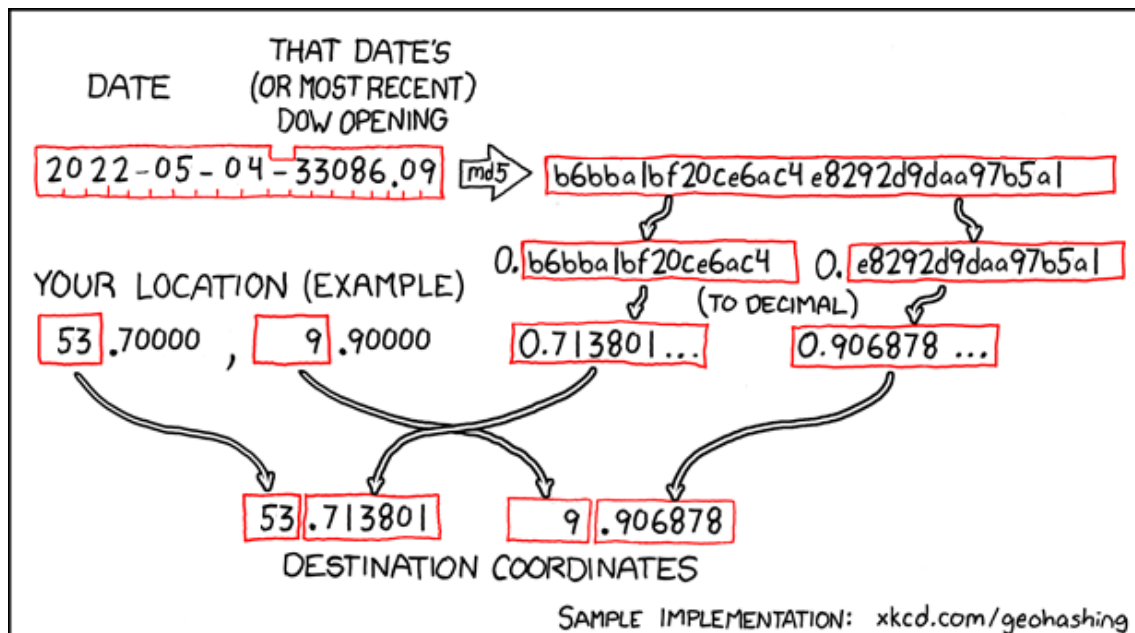 THAT DATE'S
DATE (OR MOST RECENT)
DOW OPENING
2022-05-04-33086.09 md5 b6bba1bf20ce6ac4e8292d9daa97b5a1
0.b6bba1bf20ce6ac4 0.e8292d9daa97b5a1
YOUR LOCATION (EXAMPLE) (TO DECIMAL)
53.70000, 9.90000 0.713801... 0.906878...
53.713801 9.906878
DESTINATION COORDINATES
SAMPLE IMPLEMENTATION: xkcd.com/geohashing